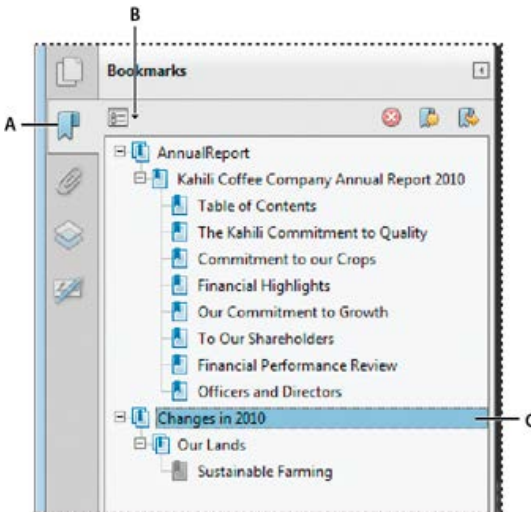 B
Bookmarks
A
AnnualReport
Kahili Coffee Company Annual Report 2010
Table of Contents
The Kahili Commitment to Quality
Commitment to our Crops
Financial Highlights
Our Commitment to Growth
To Our Shareholders
Financial Performance Review
Officers and Directors
Changes in 2010
C
Our Lands
Sustainable Farming